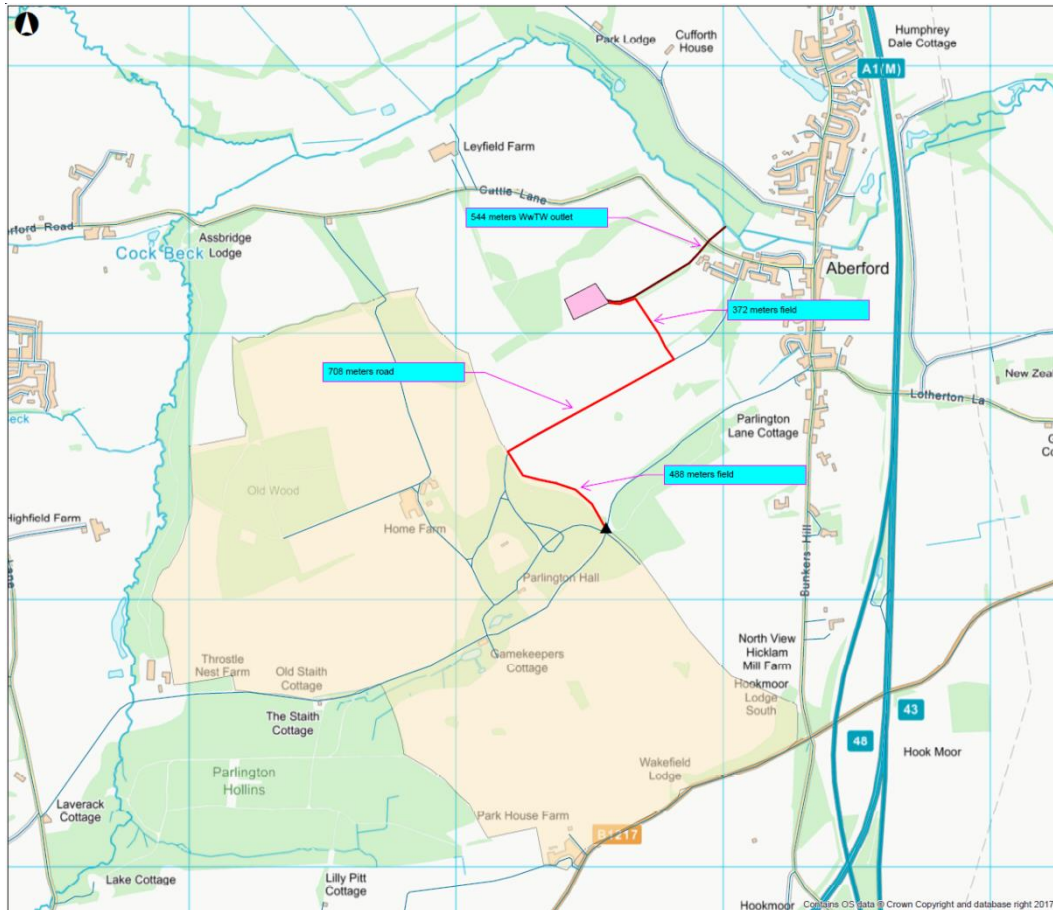 Park Lodge
Cufforth
House
Humphrey
Dale Cottage
A1(M)
Leyfield Farm
Cattle Lane
544 meters WwTW outlet
erford Road
Assbridge
Lodge
Cock Beck
Aberford
372 meters field
708 meters road
New Zea
Lotherton La
eck
Parlington
Lane Cottage
C
Co
488 meters field
Old Wood
Highfield Farm
Home Farm
Lane
Parlington Hall
Bunkers Hill
Gamekeepers
Cottage
Throstle
Nest Farm
Old Staith
Cottage
North View
Hicklam
Mill Farm
Hookmoor
Lodge
South
The Staith
Cottage
43
48
Hook Moor
Wakefield
Lodge
Parlington
Hollins
Laverack
Cottage
Park House Farm
B1217
Lake Cottage
Lilly Pitt
Cottage
Hookmoor
Contains OS data © Crown Copyright and database right 2017